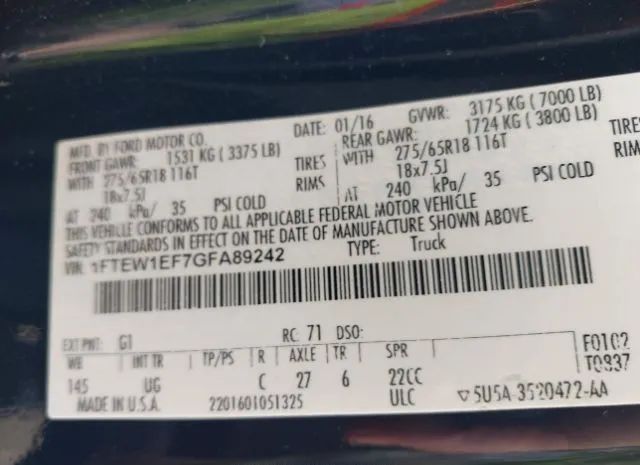 MFD. BY FORD MOTOR CO. DATE: 01/16 GVWR: 3175 KG (7000 LB)
FRONT GAWR: 1531 KG (3375 LB) REAR GAWR: 1724 KG (3800 LB)
WITH 275/65R18 116T TIRES WITH 275/65R18 116T TIRE
18x7.5J RIMS 18x7.5J RIMS
AT 240 kPa/ 35 PSI COLD AT 240 kPa/ 35 PSI COLD
THIS VEHICLE CONFORMS TO ALL APPLICABLE FEDERAL MOTOR VEHICLE
SAFETY STANDARDS IN EFFECT ON THE DATE OF MANUFACTURE SHOWN ABOVE.
VIN: 1FTEW1EF7GFA89242 TYPE: Truck
EXT PNT: G1 RC: 71 DSO:
WB INT TR TP/PS R AXLE TR SPR
145 UG C 27 6 22CC
MADE IN U.S.A. 2201601051325 ULC
F0102
T0837
▽ 5U5A-3520472-AA